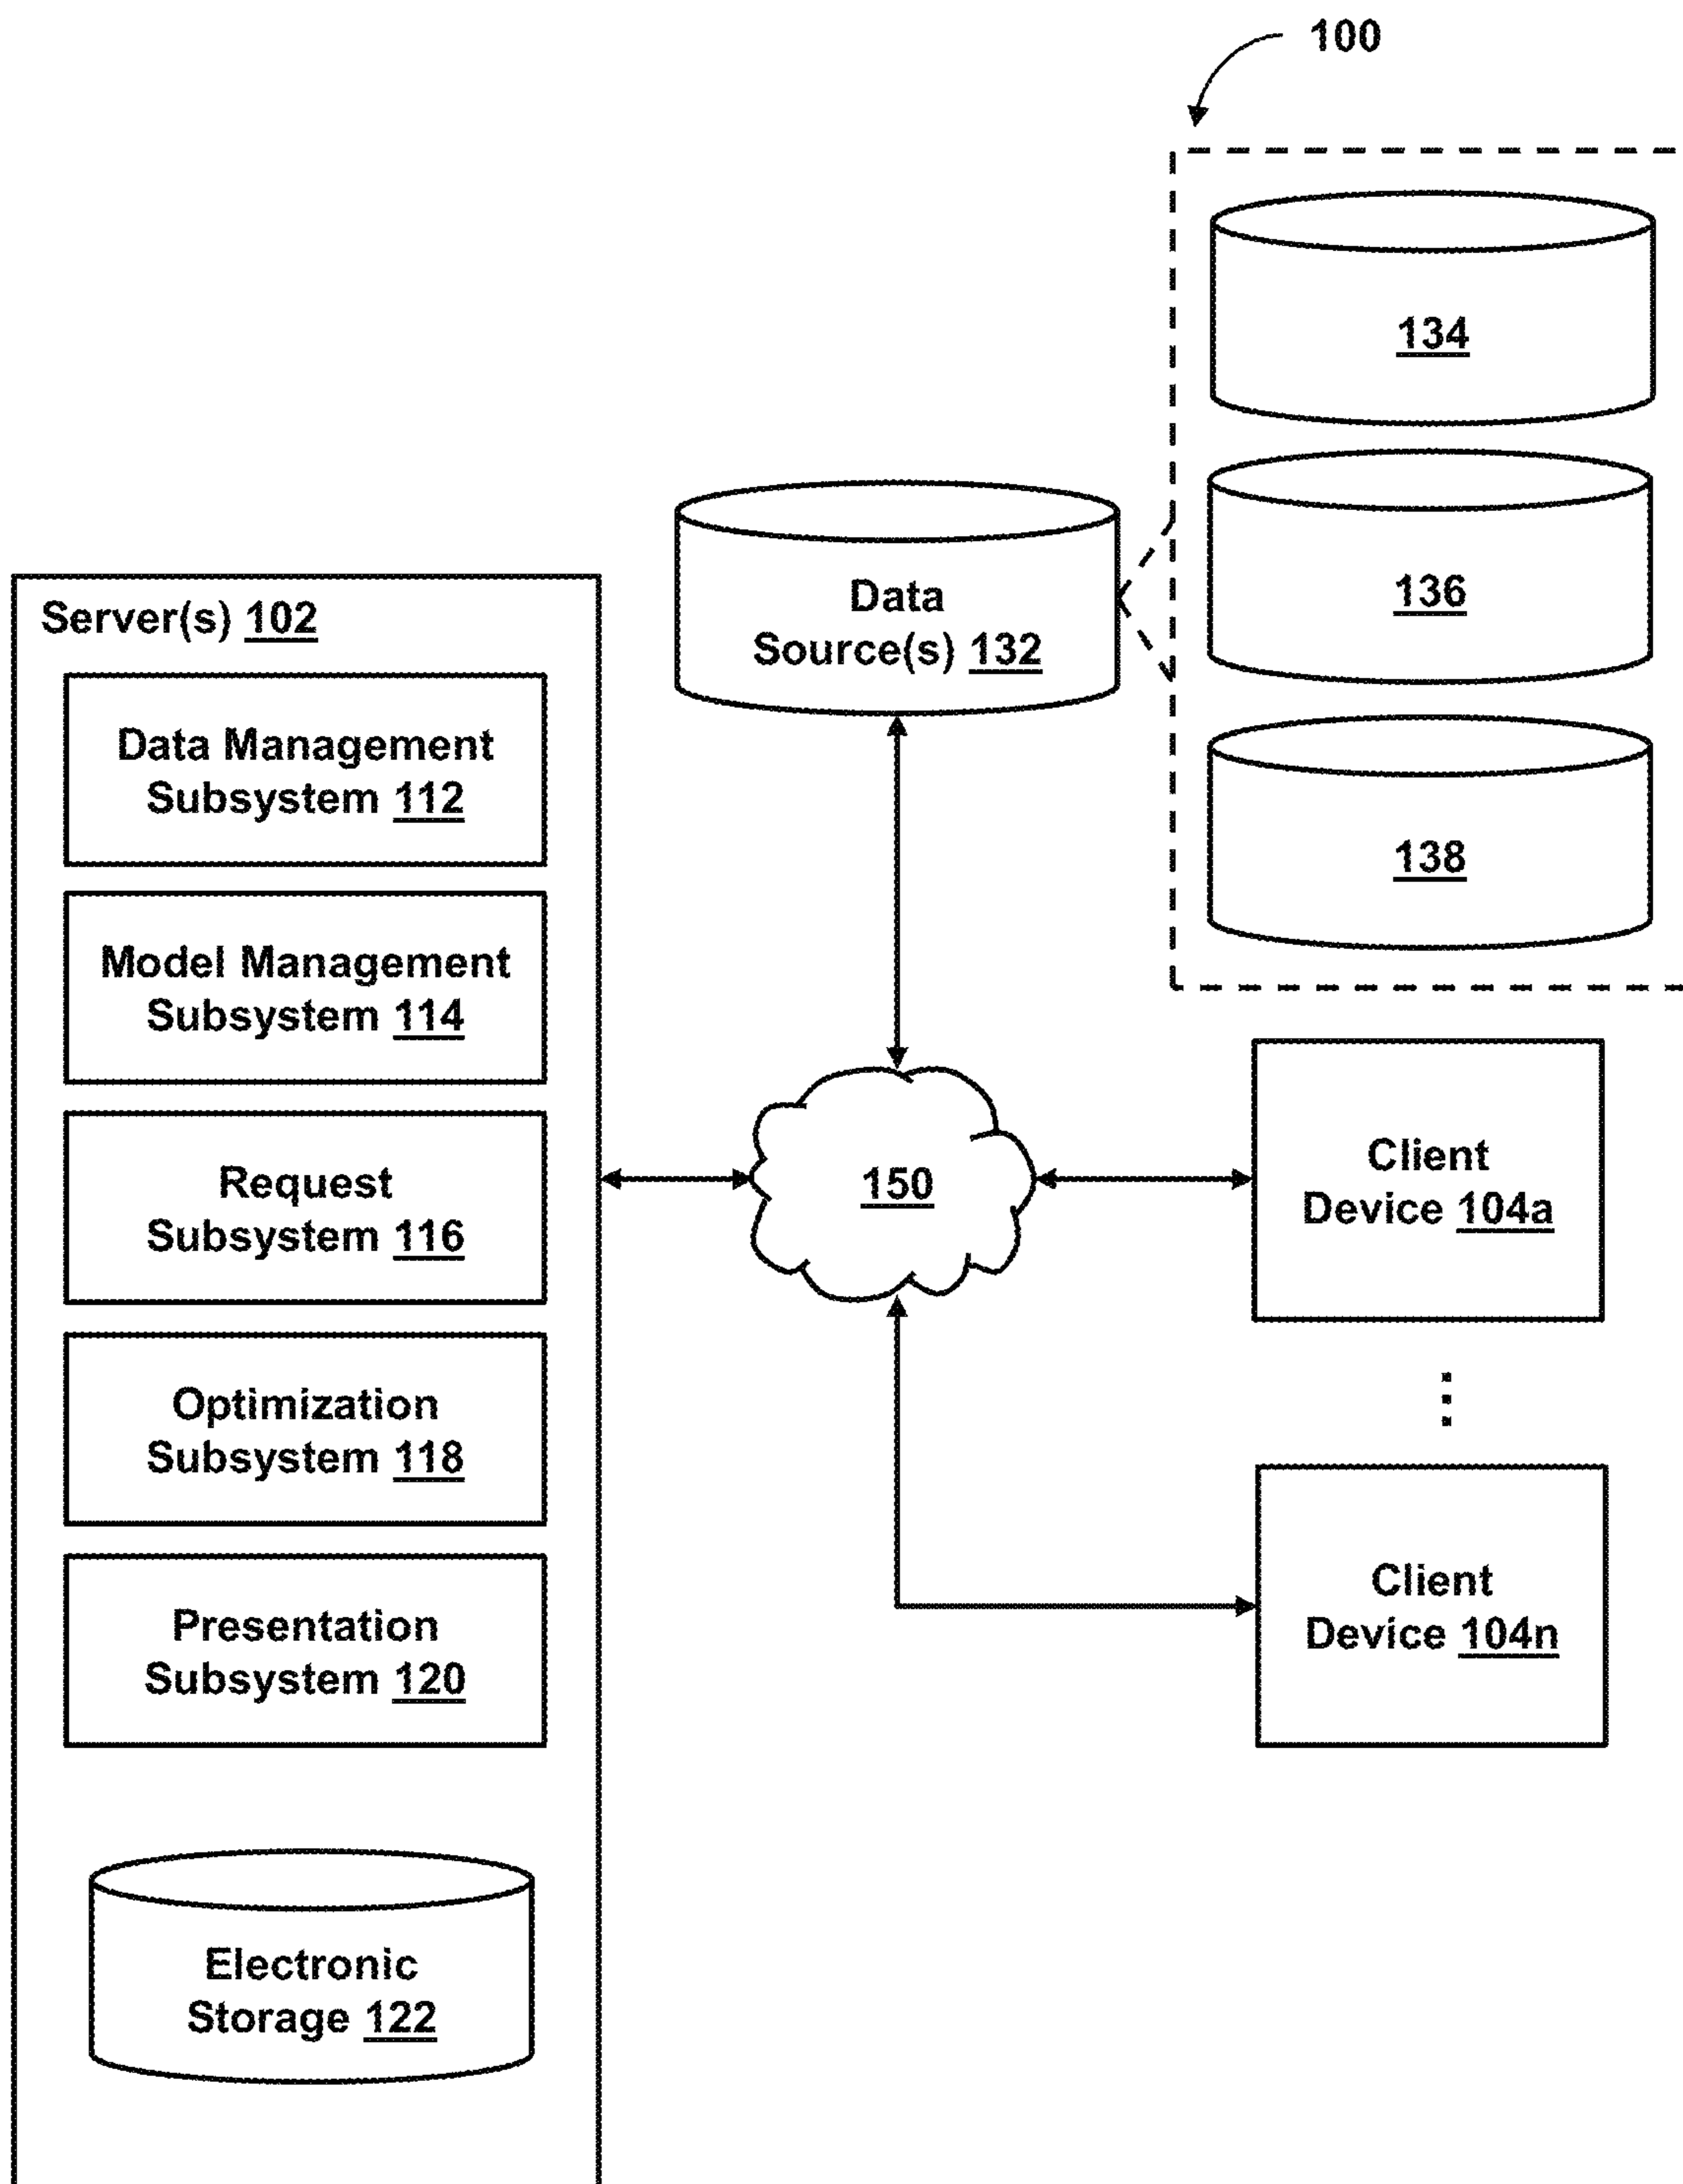 100
134
136
138
Data
Source(s) 132
Server(s) 102
Data Management
Subsystem 112
Model Management
Subsystem 114
Request
Subsystem 116
Optimization
Subsystem 118
Presentation
Subsystem 120
Electronic
Storage 122
150
Client
Device 104a
Client
Device 104n